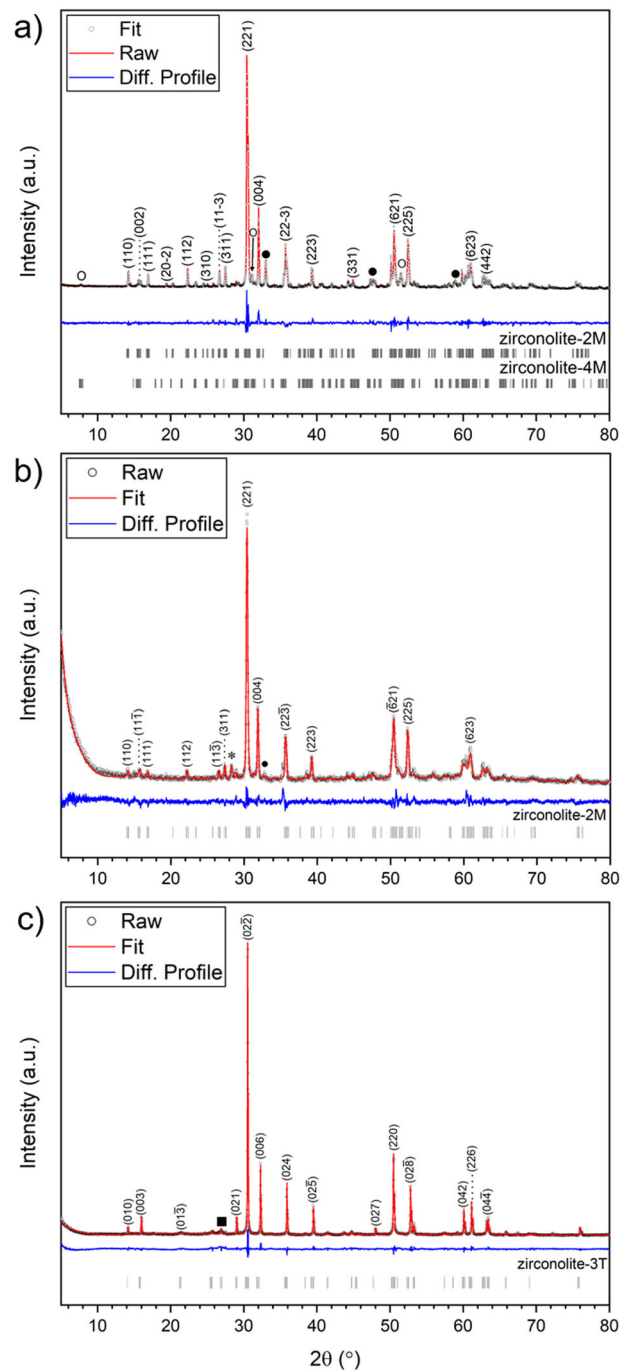 a)
Fit
Raw
Diff. Profile
(221)
(110)
(002)
(111)
(20-2)
(112)
(310)
(11-3)
(311)
O
(004)
(22-3)
(223)
(331)
(621)
(225)
(623)
(442)
Intensity (a.u.)
zirconolite-2M
zirconolite-4M
10 20 30 40 50 60 70 80
b)
Raw
Fit
Diff. Profile
(221)
(110)
(111̅)
(111)
(112)
(113̅)
(311)
*
(004)
(223̅)
(223)
(6̅21)
(225)
(623)
Intensity (a.u.)
zirconolite-2M
10 20 30 40 50 60 70 80
c)
Raw
Fit
Diff. Profile
(022̅)
(010)
(003)
(013̅)
(021)
(006)
(024)
(025̅)
(027)
(220)
(028̅)
(042)
(226)
(044̅)
Intensity (a.u.)
zirconolite-3T
10 20 30 40 50 60 70 80
2θ (°)